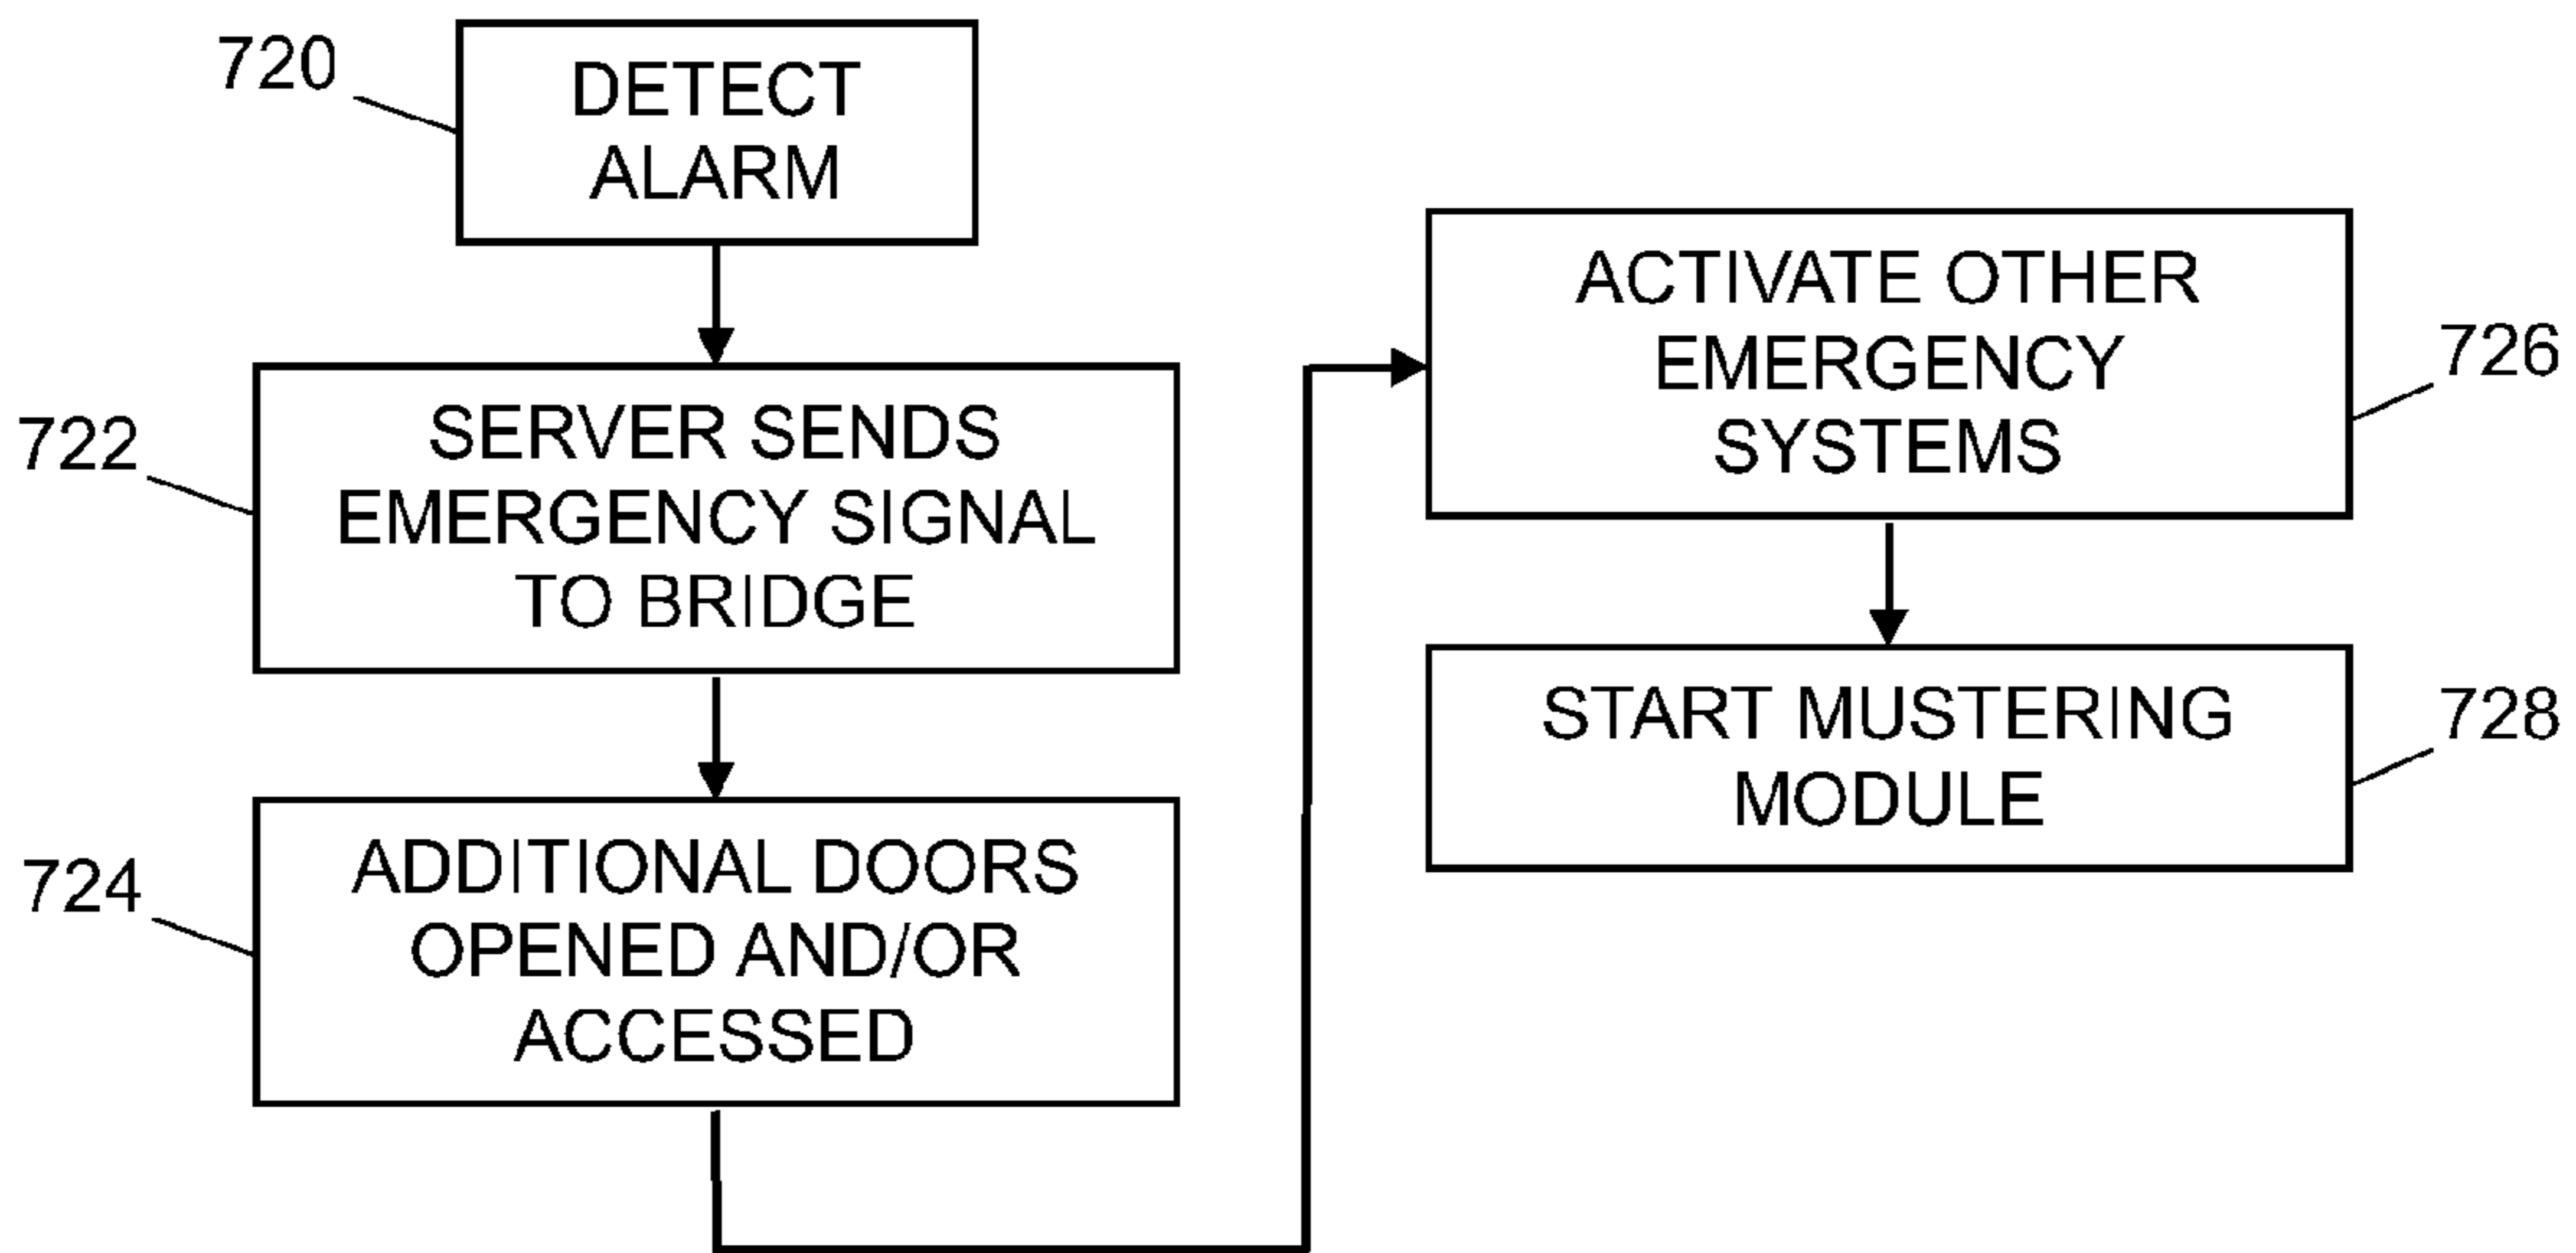 720
DETECT
ALARM
722
SERVER SENDS
EMERGENCY SIGNAL
TO BRIDGE
724
ADDITIONAL DOORS
OPENED AND/OR
ACCESSED
ACTIVATE OTHER
EMERGENCY
SYSTEMS
726
START MUSTERING
MODULE
728